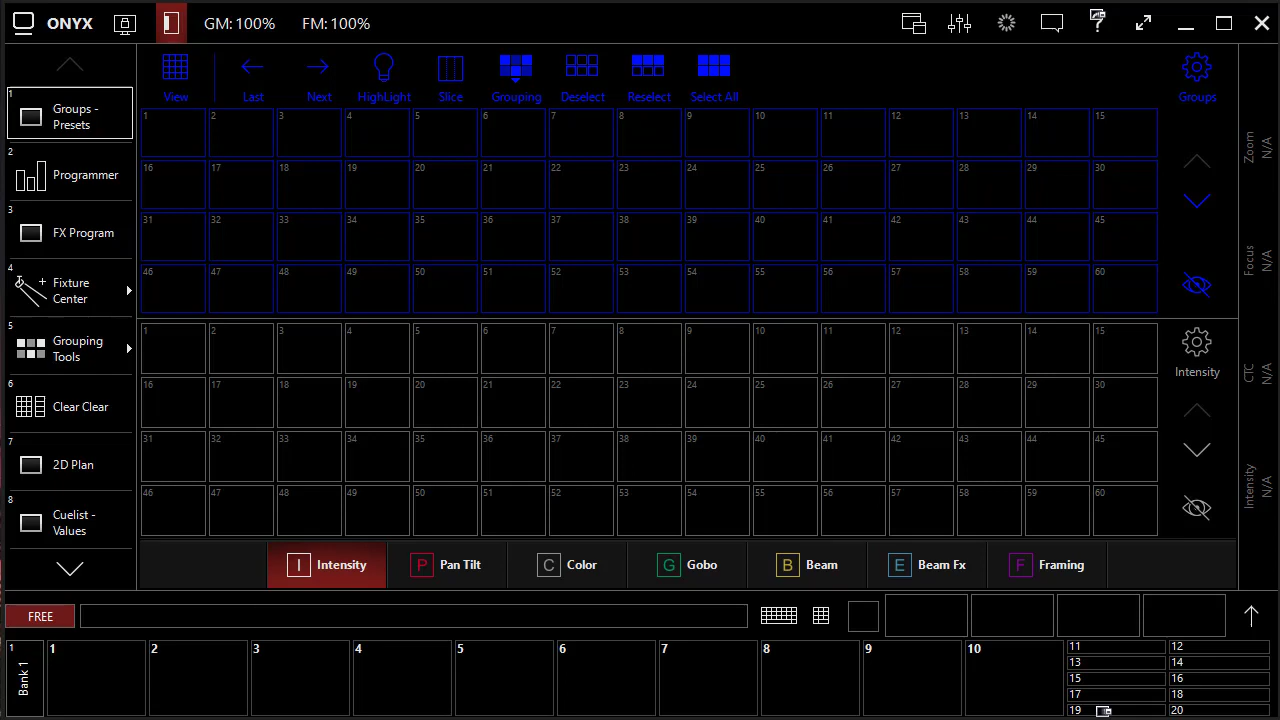 ONYX GM: 100% FM: 100%
1 Groups -
Presets
2 Programmer
3 FX Program
4 Fixture
Center
5 Grouping
Tools
6 Clear Clear
7 2D Plan
8 Cuelist -
Values
View Last Next HighLight Slice Grouping Deselect Reselect Select All Groups
1 2 3 4 5 6 7 8 9 10 11 12 13 14 15
16 17 18 19 20 21 22 23 24 25 26 27 28 29 30
31 32 33 34 35 36 37 38 39 40 41 42 43 44 45
46 47 48 49 50 51 52 53 54 55 56 57 58 59 60
1 2 3 4 5 6 7 8 9 10 11 12 13 14 15
Intensity
16 17 18 19 20 21 22 23 24 25 26 27 28 29 30
31 32 33 34 35 36 37 38 39 40 41 42 43 44 45
46 47 48 49 50 51 52 53 54 55 56 57 58 59 60
I Intensity P Pan Tilt C Color G Gobo B Beam E Beam Fx F Framing
Zoom
N/A
Focus
N/A
CTC
N/A
Intensity
N/A
FREE
1 Bank 1
1 2 3 4 5 6 7 8 9 10
11 12
13 14
15 16
17 18
19 20